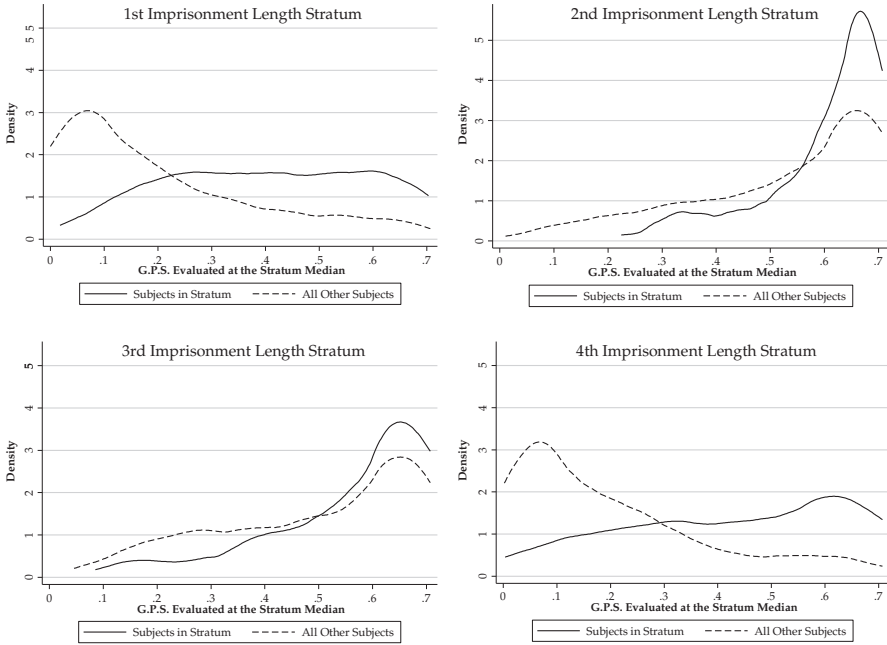 1st Imprisonment Length Stratum
Density
5
5
4
3
2
1
0
0 .1 .2 .3 .4 .5 .6 .7
G.P.S. Evaluated at the Stratum Median
Subjects in Stratum All Other Subjects
2nd Imprisonment Length Stratum
Density
5
4
3
2
1
0
0 .1 .2 .3 .4 .5 .6 .7
G.P.S. Evaluated at the Stratum Median
Subjects in Stratum All Other Subjects
3rd Imprisonment Length Stratum
Density
5
4
3
2
1
0
0 .1 .2 .3 .4 .5 .6 .7
G.P.S. Evaluated at the Stratum Median
Subjects in Stratum All Other Subjects
4th Imprisonment Length Stratum
Density
5
4
3
2
1
0
0 .1 .2 .3 .4 .5 .6 .7
G.P.S. Evaluated at the Stratum Median
Subjects in Stratum All Other Subjects